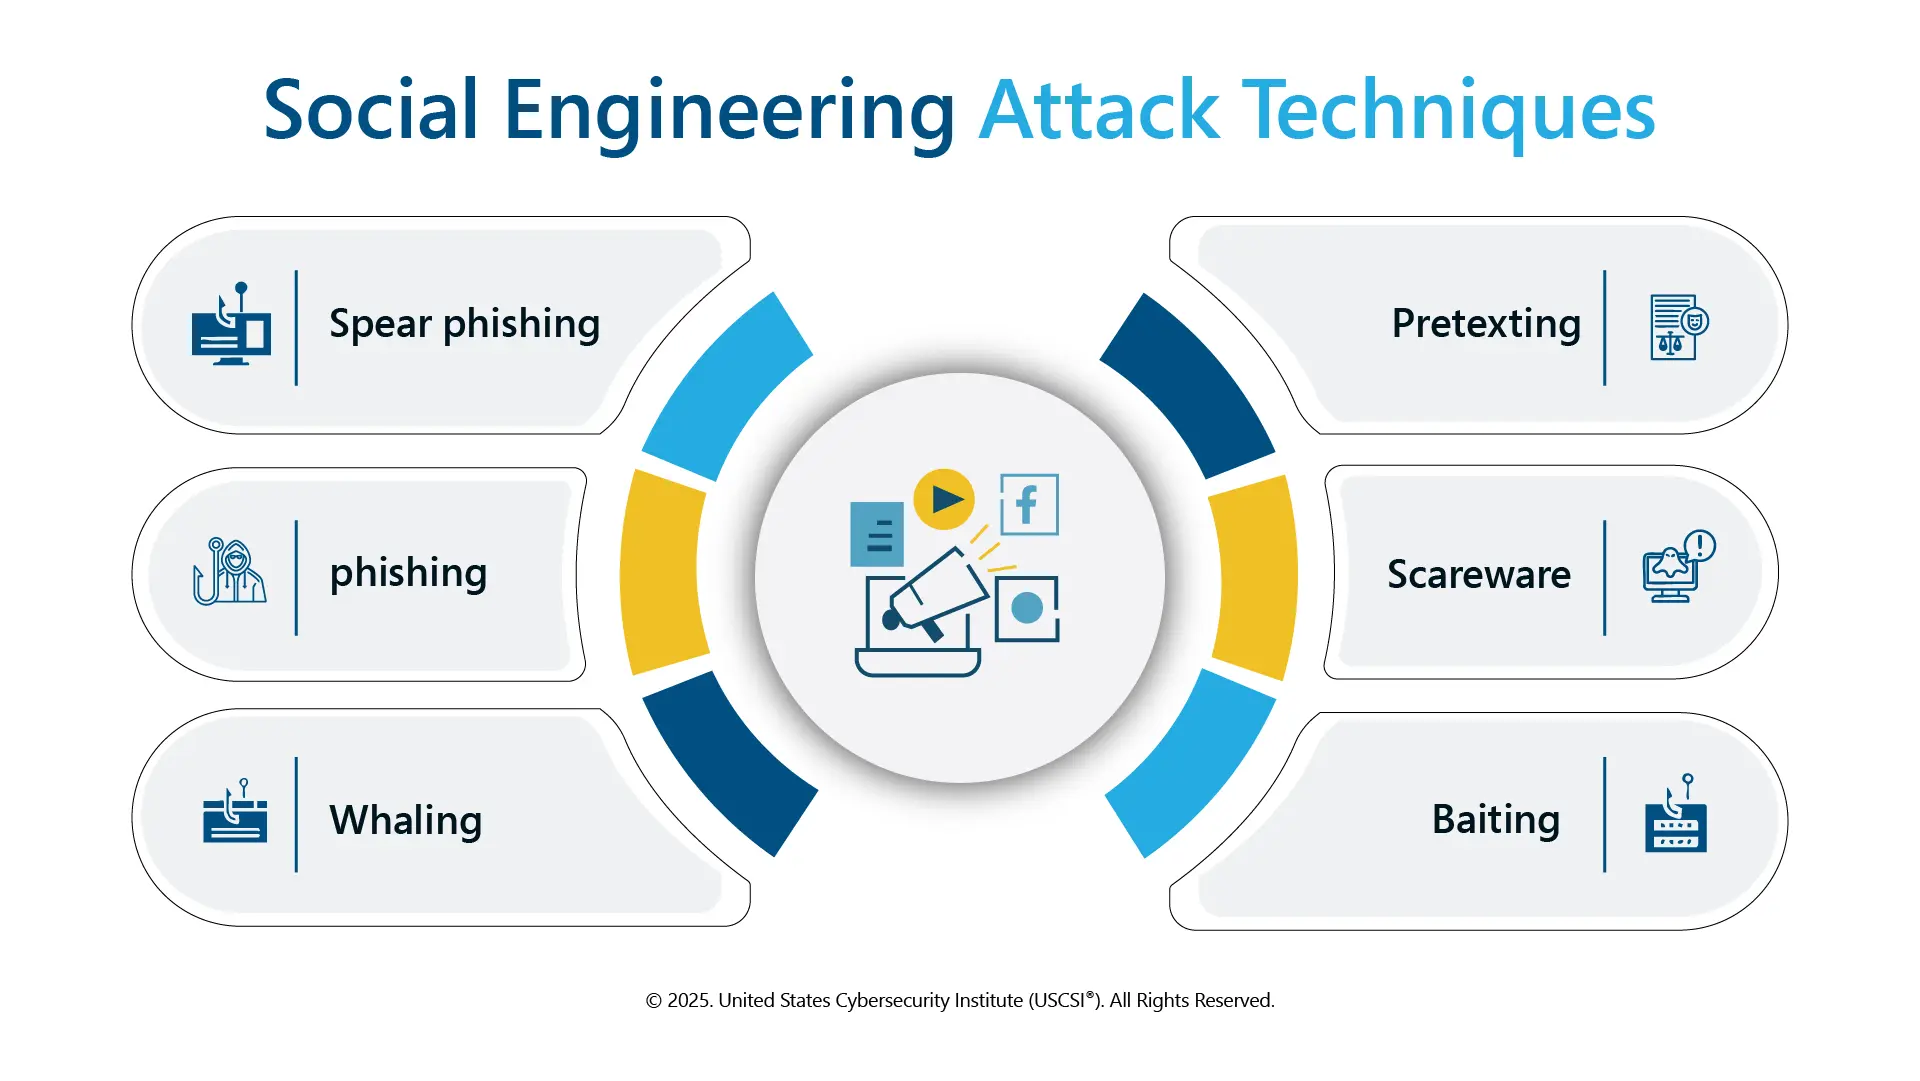 Social Engineering Attack Techniques
Spear phishing
phishing
Whaling
Pretexting
Scareware
Baiting
© 2025. United States Cybersecurity Institute (USCSI®). All Rights Reserved.